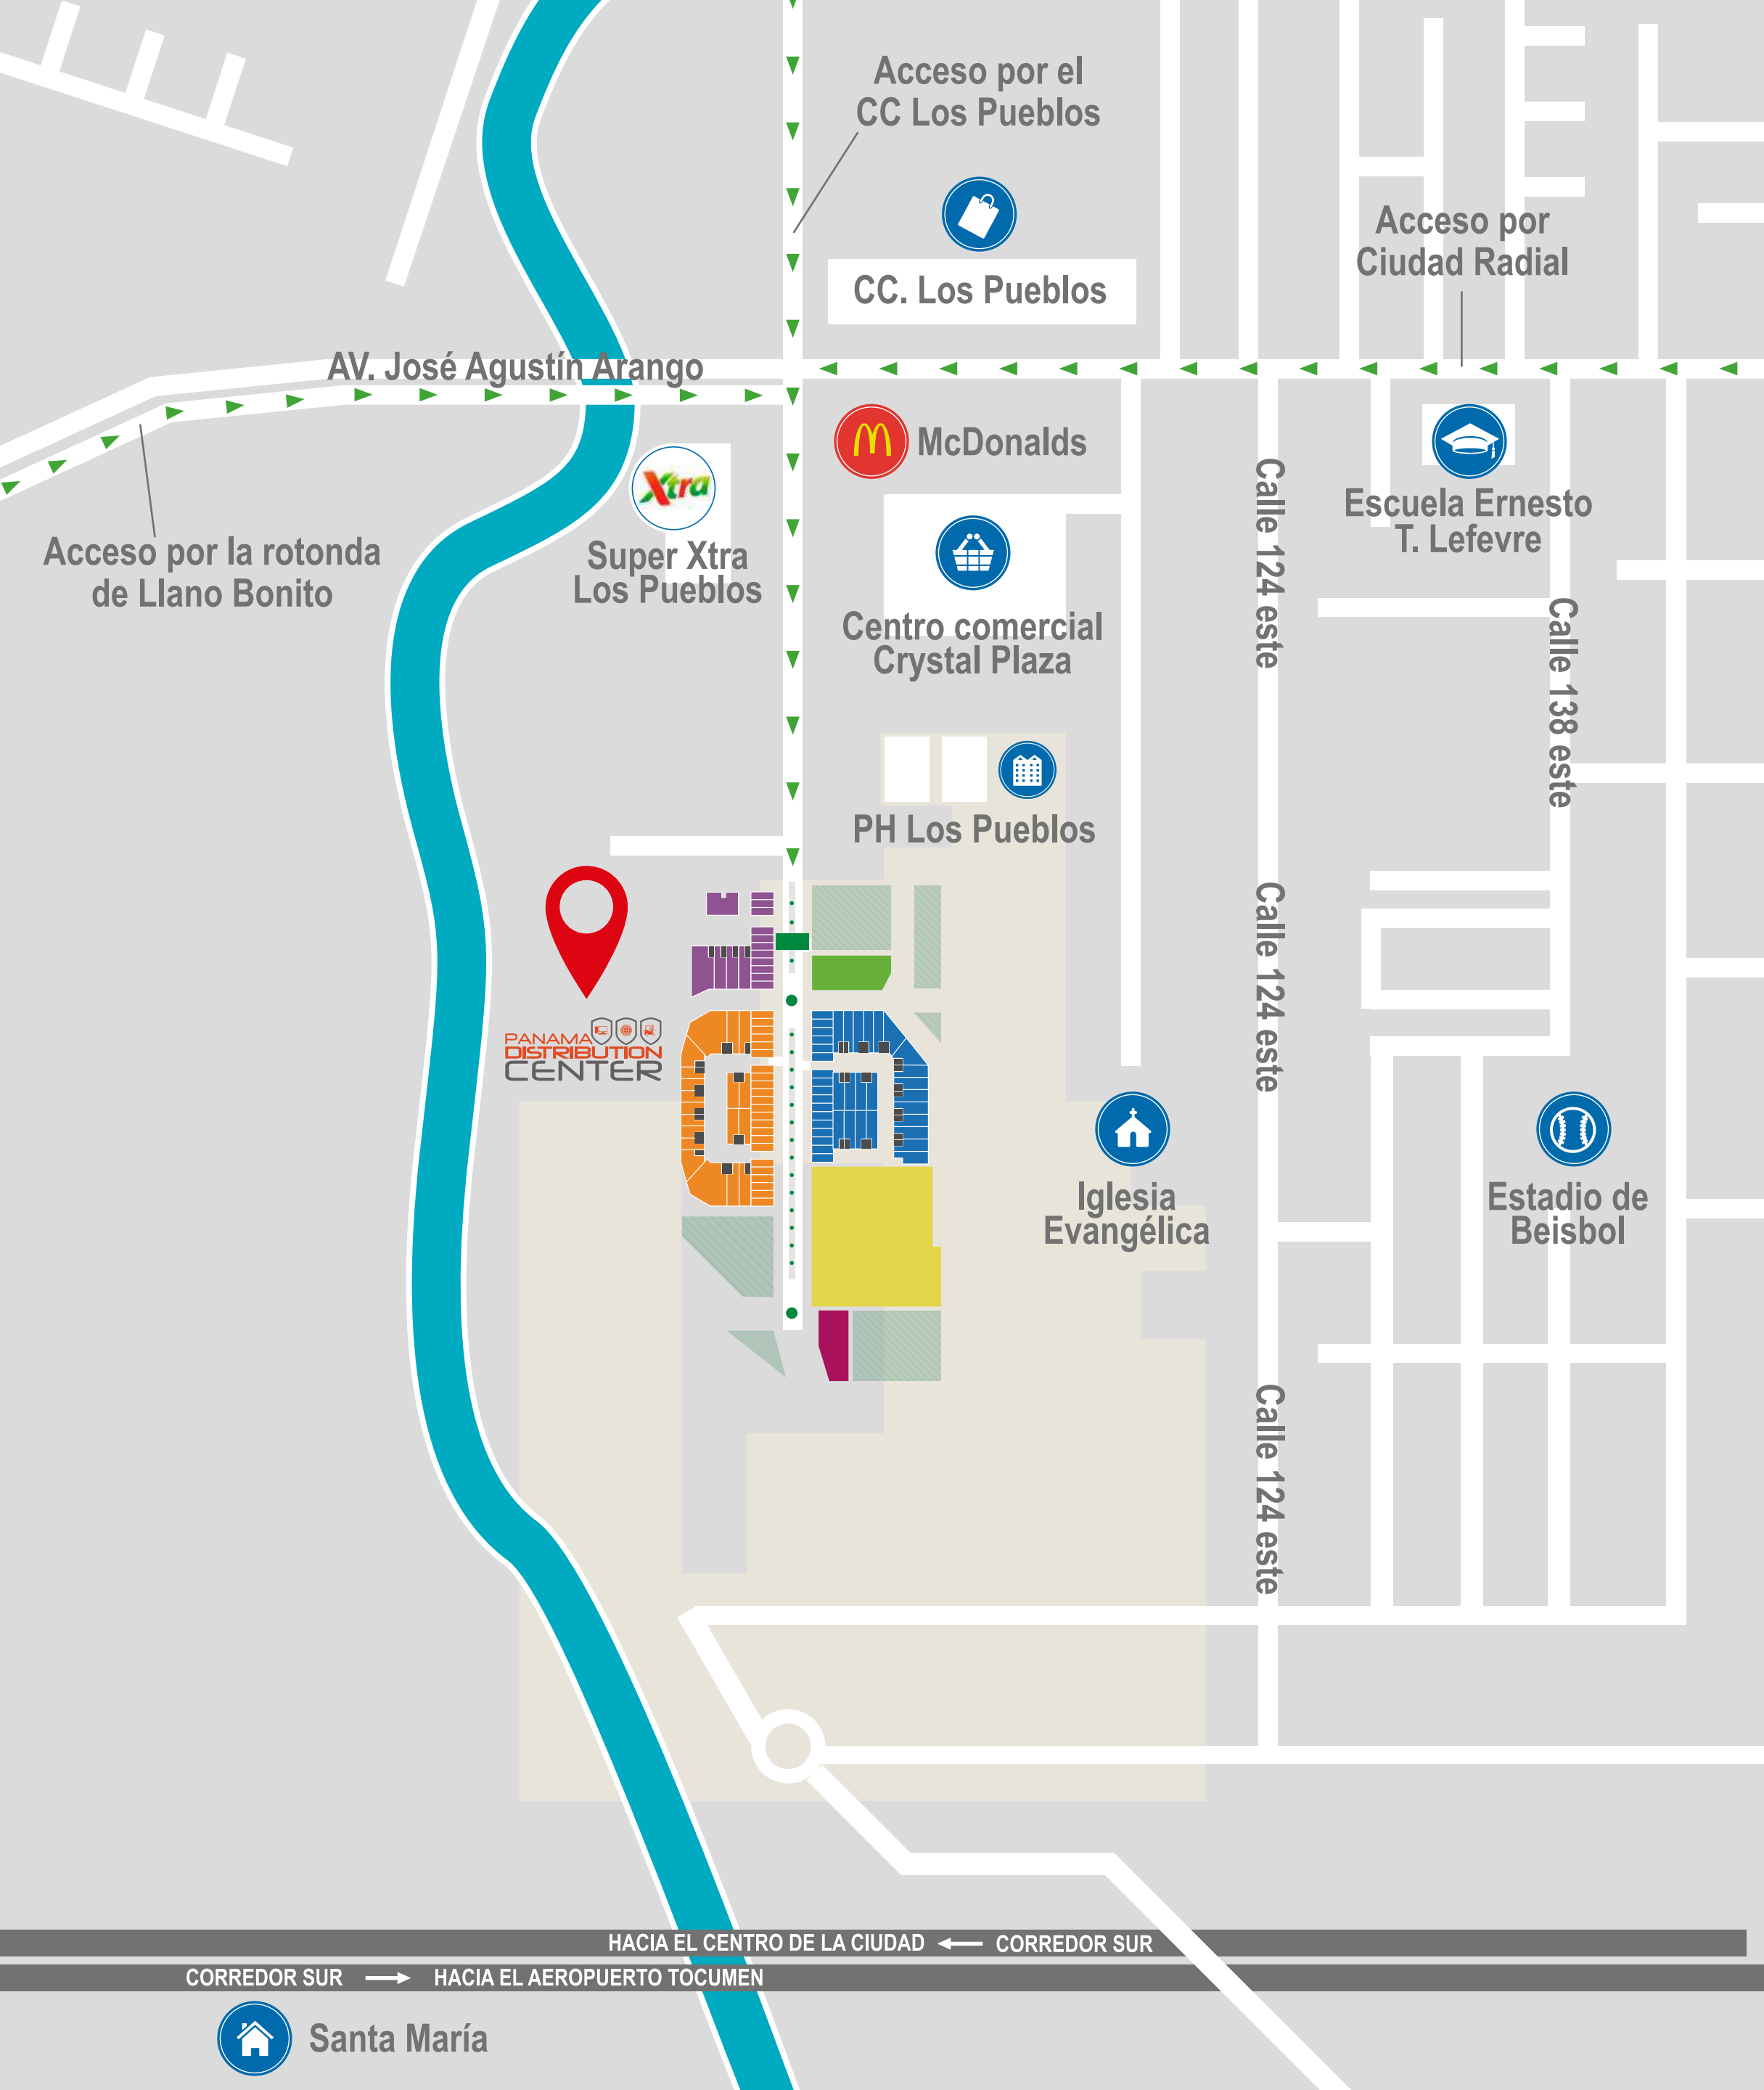 Acceso por el
CC Los Pueblos
CC. Los Pueblos
Acceso por
Ciudad Radial
AV. José Agustín Arango
McDonalds
Xtra
Super Xtra
Los Pueblos
Acceso por la rotonda
de Llano Bonito
Centro comercial
Crystal Plaza
Escuela Ernesto
T. Lefevre
Calle 124 este
Calle 138 este
PH Los Pueblos
Calle 124 este
PANAMA
DISTRIBUTION
CENTER
Iglesia
Evangélica
Estadio de
Beisbol
Calle 124 este
HACIA EL CENTRO DE LA CIUDAD CORREDOR SUR
CORREDOR SUR HACIA EL AEROPUERTO TOCUMEN
Santa María